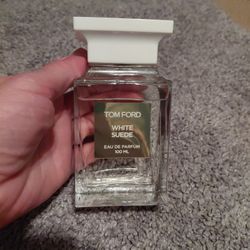 TOM FORD
WHITE
SUEDE
EAU DE PARFUM
100 ML